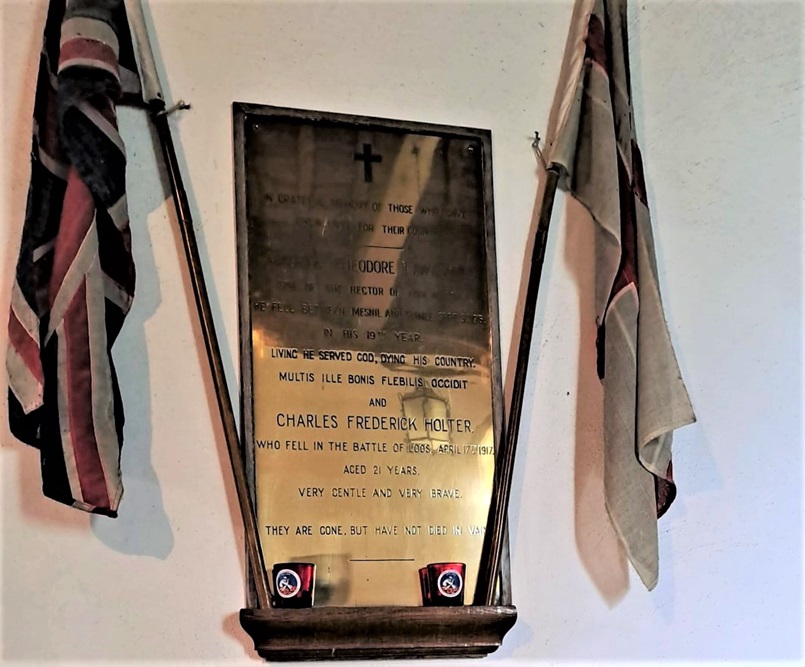 IN GRATEFUL MEMORY OF THOSE WHO GAVE
FOR THEIR
THEODORE
OF THE RECTOR OF
HE FELL BETWEEN MESNIL AND
IN HIS 19TH YEAR.
LIVING HE SERVED GOD, DYING HIS COUNTRY.
MULTIS ILLE BONIS FLEBILIS OCCIDIT
AND
CHARLES FREDERICK HOLTER.
WHO FELL IN THE BATTLE OF LOOS, APRIL 17TH 1917.
AGED 21 YEARS.
VERY GENTLE AND VERY BRAVE.
THEY ARE GONE, BUT HAVE NOT DIED IN VAIN